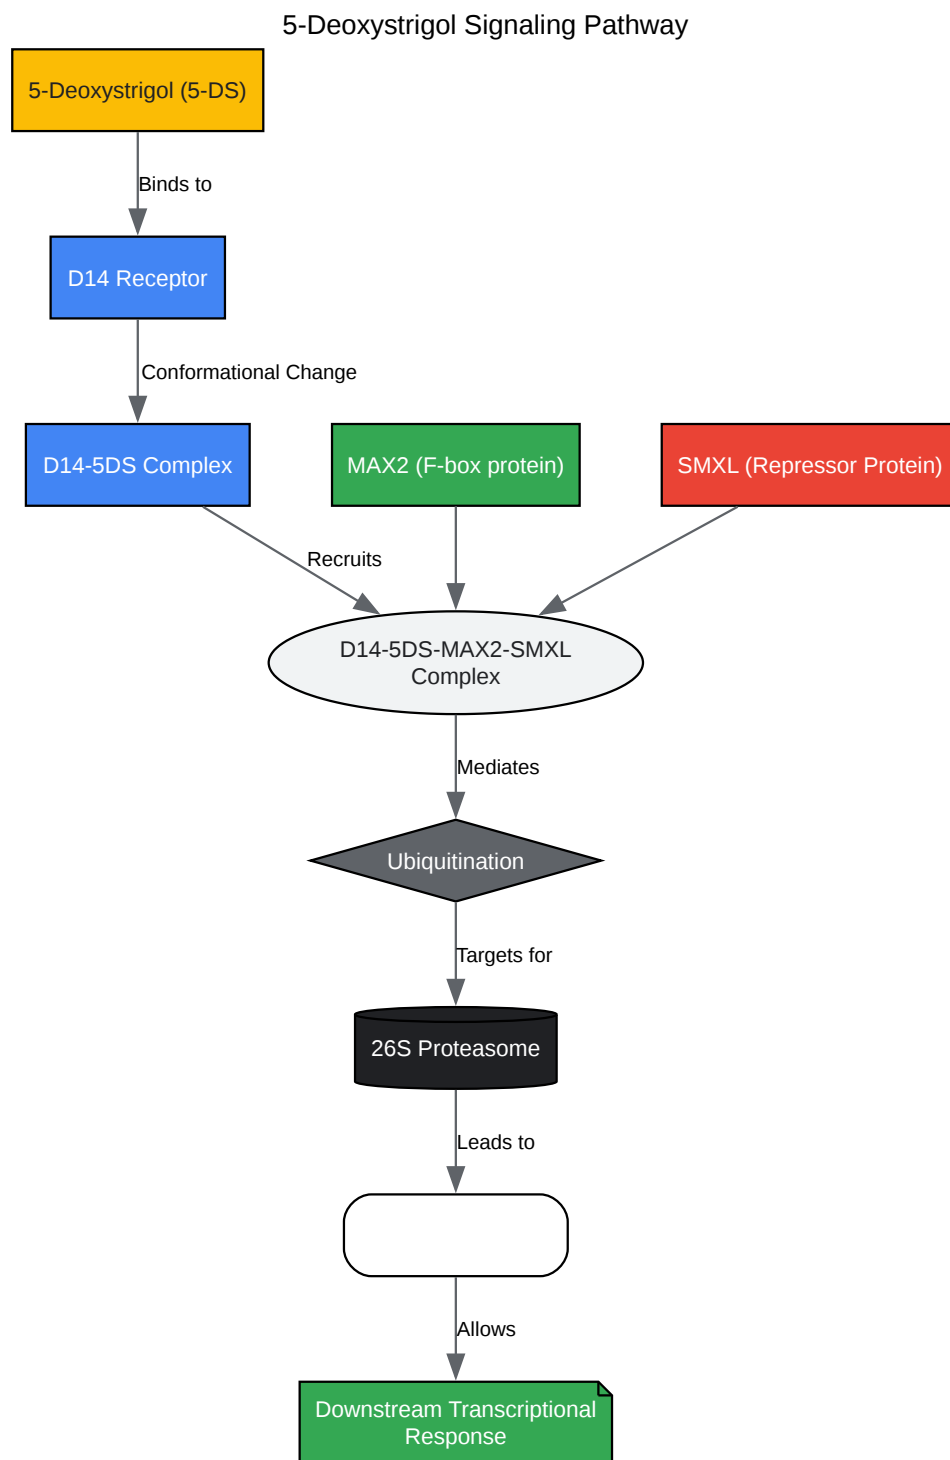 5-Deoxystrigol Signaling Pathway
5-Deoxystrigol (5-DS)
Binds to
D14 Receptor
Conformational Change
D14-5DS Complex
MAX2 (F-box protein)
SMXL (Repressor Protein)
Recruits
D14-5DS-MAX2-SMXL
Complex
Mediates
Ubiquitination
Targets for
26S Proteasome
Leads to
Allows
Downstream Transcriptional
Response